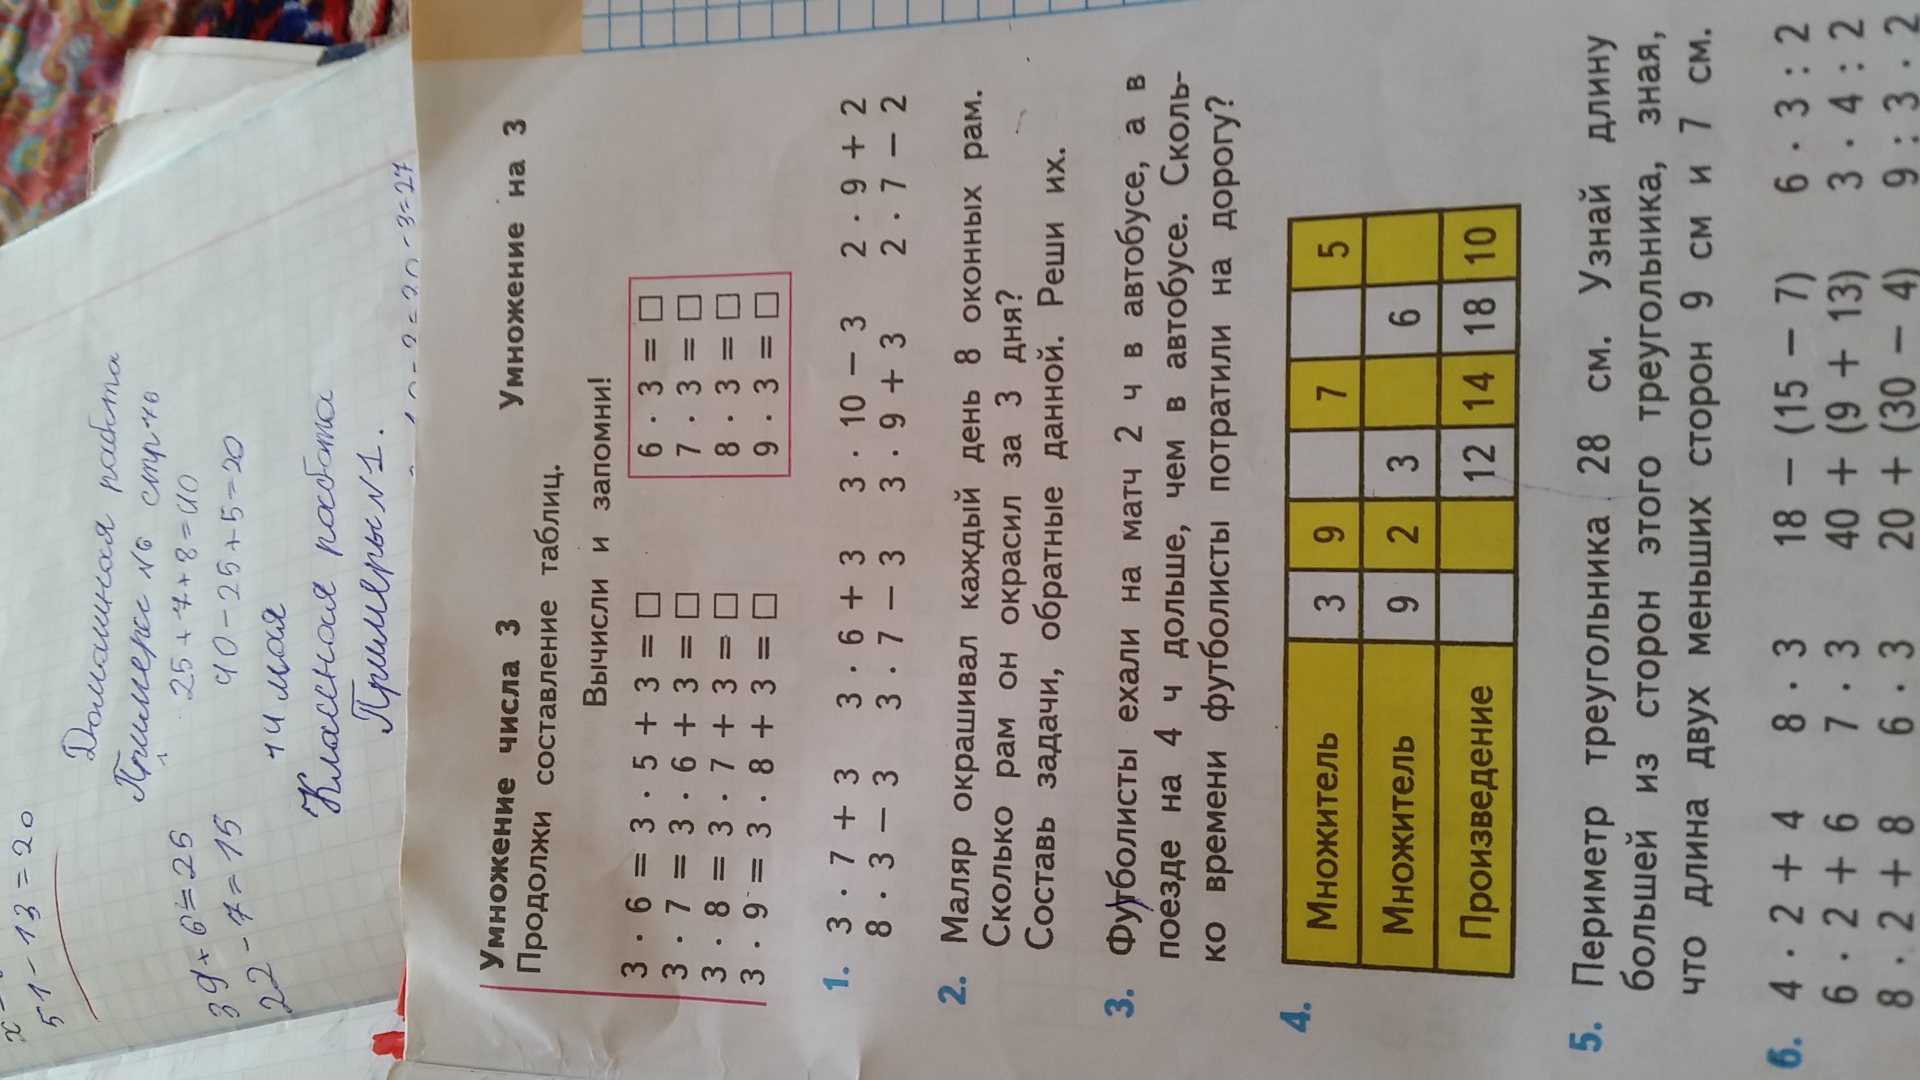 51 - 13 = 20
Домашняя работа
Примеры №6 стр 76
39 + 6 = 25
25 + 7 + 8 = 40
22 - 7 = 15
40 - 25 + 5 = 20
14 мая
Классная работа
Примеры №1.
Умножение числа 3 Умножение на 3
Продолжи составление таблиц.
Вычисли и запомни!
3 · 6 = 3 · 5 + 3 = □ 6 · 3 = □
3 · 7 = 3 · 6 + 3 = □ 7 · 3 = □
3 · 8 = 3 · 7 + 3 = □ 8 · 3 = □
3 · 9 = 3 · 8 + 3 = □ 9 · 3 = □
1. 3 · 7 + 3 3 · 6 + 3 3 · 10 − 3 2 · 9 + 2
8 · 3 − 3 3 · 7 − 3 3 · 9 + 3 2 · 7 − 2
2. Маляр окрашивал каждый день 8 оконных рам.
Сколько рам он окрасил за 3 дня?
Составь задачи, обратные данной. Реши их.
3. Футболисты ехали на матч 2 ч в автобусе, а в
поезде на 4 ч дольше, чем в автобусе. Сколь-
ко времени футболисты потратили на дорогу?
4.
Множитель 3 9 7 5
Множитель 9 2 3 6
Произведение 12 14 18 10
5. Периметр треугольника 28 см. Узнай длину
большей из сторон этого треугольника, зная,
что длина двух меньших сторон 9 см и 7 см.
6. 4 · 2 + 4 8 · 3 18 − (15 − 7) 6 · 3 : 2
6 · 2 + 6 7 · 3 40 + (9 + 13) 3 · 4 : 2
8 · 2 + 8 6 · 3 20 + (30 − 4) 9 : 3 · 2